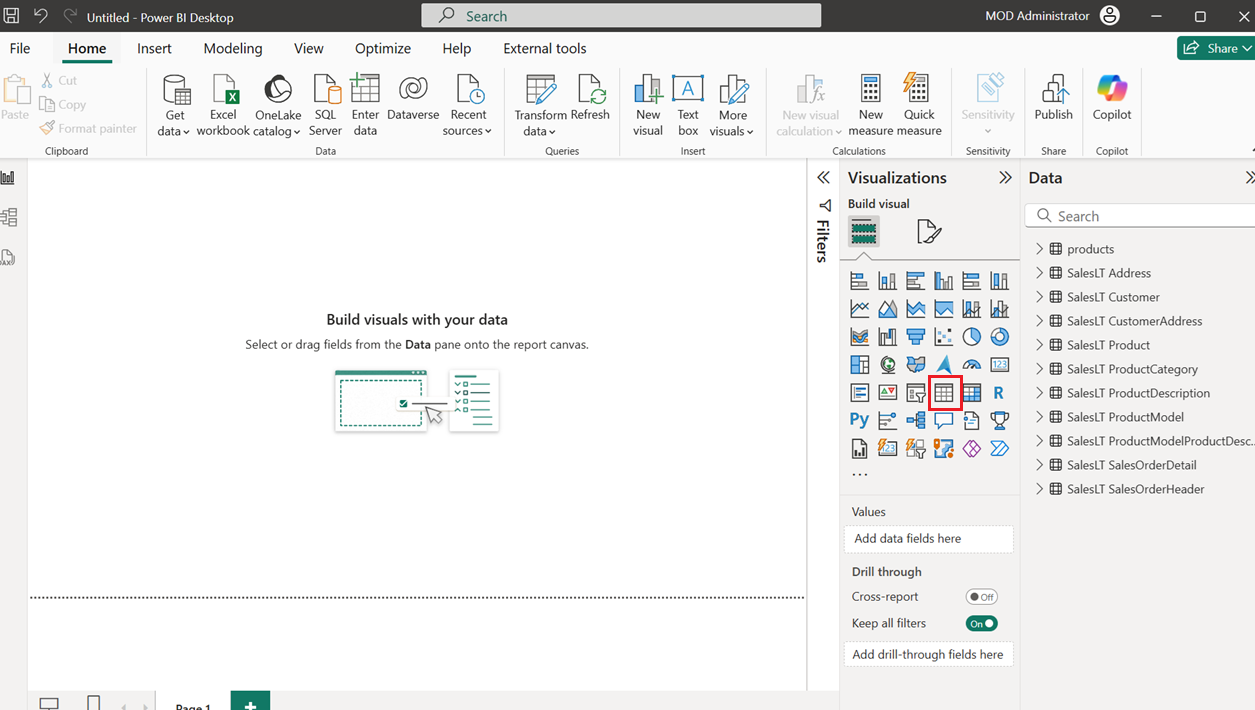 Untitled - Power BI Desktop
Search
MOD Administrator
File Home Insert Modeling View Optimize Help External tools
Share
Paste
Cut
Copy
Format painter
Clipboard
Get data
Excel workbook
OneLake catalog
SQL Server
Enter data
Dataverse
Recent sources
Data
Transform data
Refresh
Queries
New visual
Text box
A
More visuals
Insert
New visual calculation
New measure
Quick measure
Calculations
Sensitivity
Sensitivity
Publish
Share
Copilot
Copilot
Build visuals with your data
Select or drag fields from the Data pane onto the report canvas.
Filters
Visualizations
Build visual
123
R
Py
123
...
Values
Add data fields here
Drill through
Cross-report
Off
Keep all filters
On
Add drill-through fields here
Data
Search
products
SalesLT Address
SalesLT Customer
SalesLT CustomerAddress
SalesLT Product
SalesLT ProductCategory
SalesLT ProductDescription
SalesLT ProductModel
SalesLT ProductModelProductDesc...
SalesLT SalesOrderDetail
SalesLT SalesOrderHeader
Page 1
+